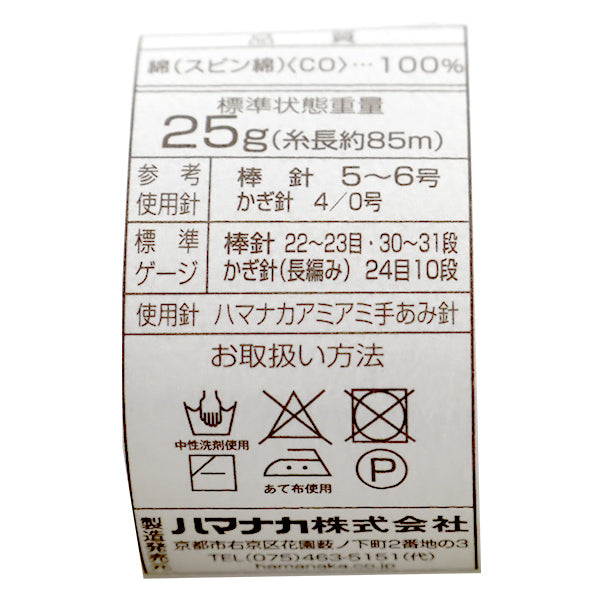 品質
綿(スピン綿)〈CO〉…100%
標準状態重量
25g(糸長約85m)
参考 棒針 5〜6号
使用針 かぎ針 4/0号
標準 棒針 22〜23目・30〜31段
ゲージ かぎ針(長編み) 24目10段
使用針 ハマナカアミアミ手あみ針
お取扱い方法
中性洗剤使用
あて布使用
P
製造発売元
ハマナカ株式会社
京都市右京区花園薮ノ下町2番地の3
TEL(075)463-5151(代)
hamanaka.co.jp